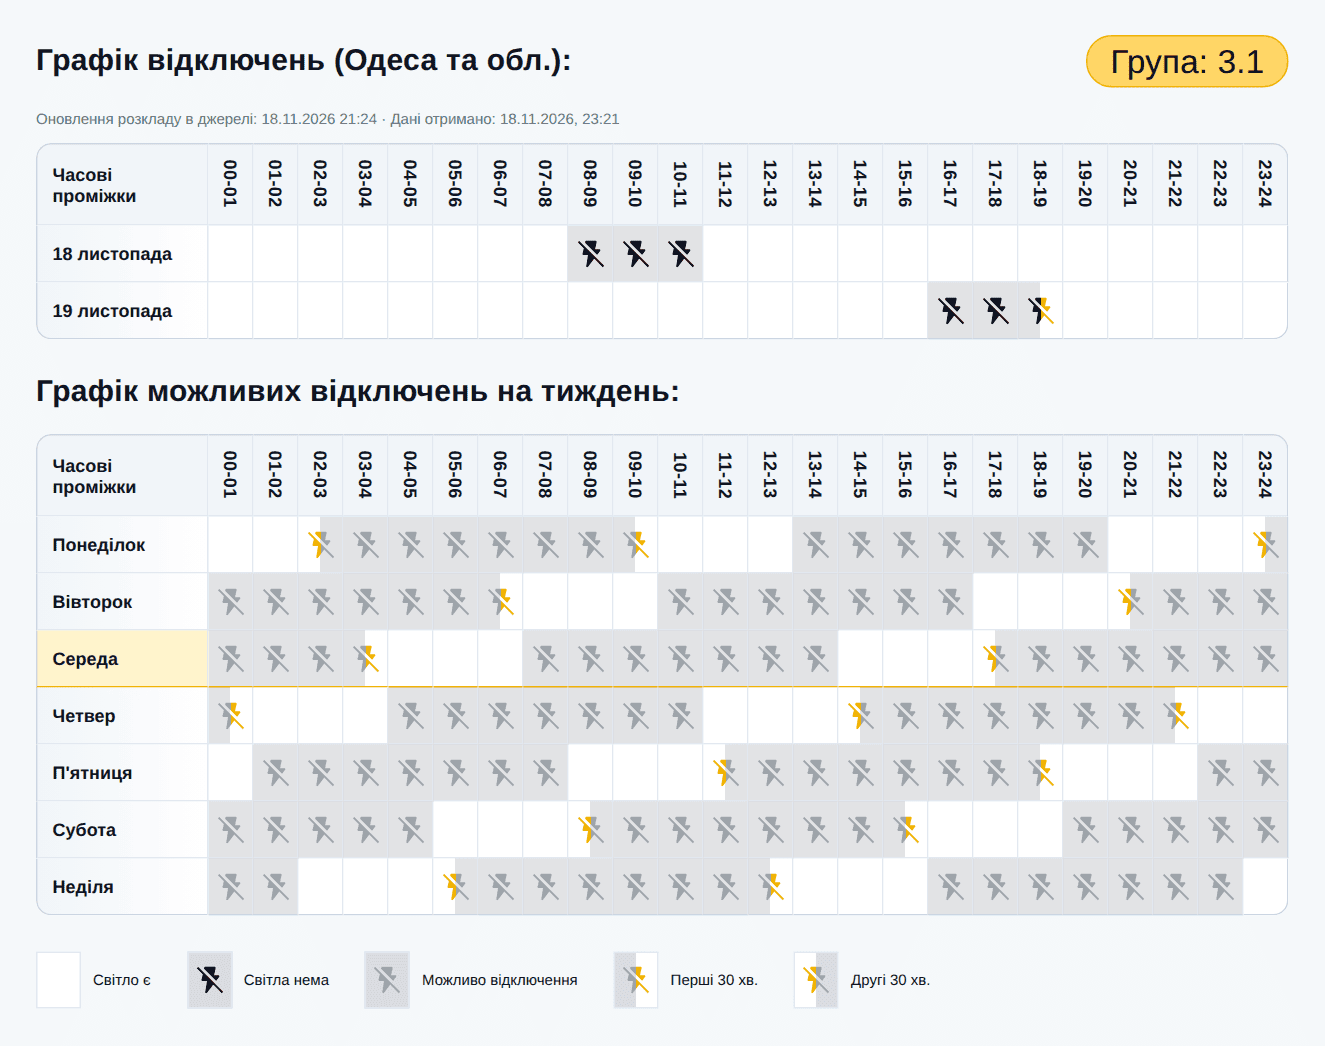 Графік відключень (Одеса та обл.):
Група: 3.1
Оновлення розкладу в джерелі: 18.11.2026 21:24 · Дані отримано: 18.11.2026, 23:21
Часові проміжки 00-01 01-02 02-03 03-04 04-05 05-06 06-07 07-08 08-09 09-10 10-11 11-12 12-13 13-14 14-15 15-16 16-17 17-18 18-19 19-20 20-21 21-22 22-23 23-24
18 листопада
19 листопада
Графік можливих відключень на тиждень:
Часові проміжки 00-01 01-02 02-03 03-04 04-05 05-06 06-07 07-08 08-09 09-10 10-11 11-12 12-13 13-14 14-15 15-16 16-17 17-18 18-19 19-20 20-21 21-22 22-23 23-24
Понеділок
Вівторок
Середа
Четвер
П'ятниця
Субота
Неділя
Світло є Світла нема Можливо відключення Перші 30 хв. Другі 30 хв.